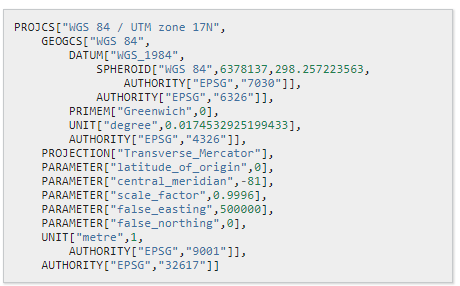 PROJCS["WGS 84 / UTM zone 17N",
GEOGCS["WGS 84",
DATUM["WGS_1984",
SPHEROID["WGS 84",6378137,298.257223563,
AUTHORITY["EPSG","7030"]],
AUTHORITY["EPSG","6326"]],
PRIMEM["Greenwich",0],
UNIT["degree",0.0174532925199433],
AUTHORITY["EPSG","4326"]],
PROJECTION["Transverse_Mercator"],
PARAMETER["latitude_of_origin",0],
PARAMETER["central_meridian",-81],
PARAMETER["scale_factor",0.9996],
PARAMETER["false_easting",500000],
PARAMETER["false_northing",0],
UNIT["metre",1,
AUTHORITY["EPSG","9001"]],
AUTHORITY["EPSG","32617"]]